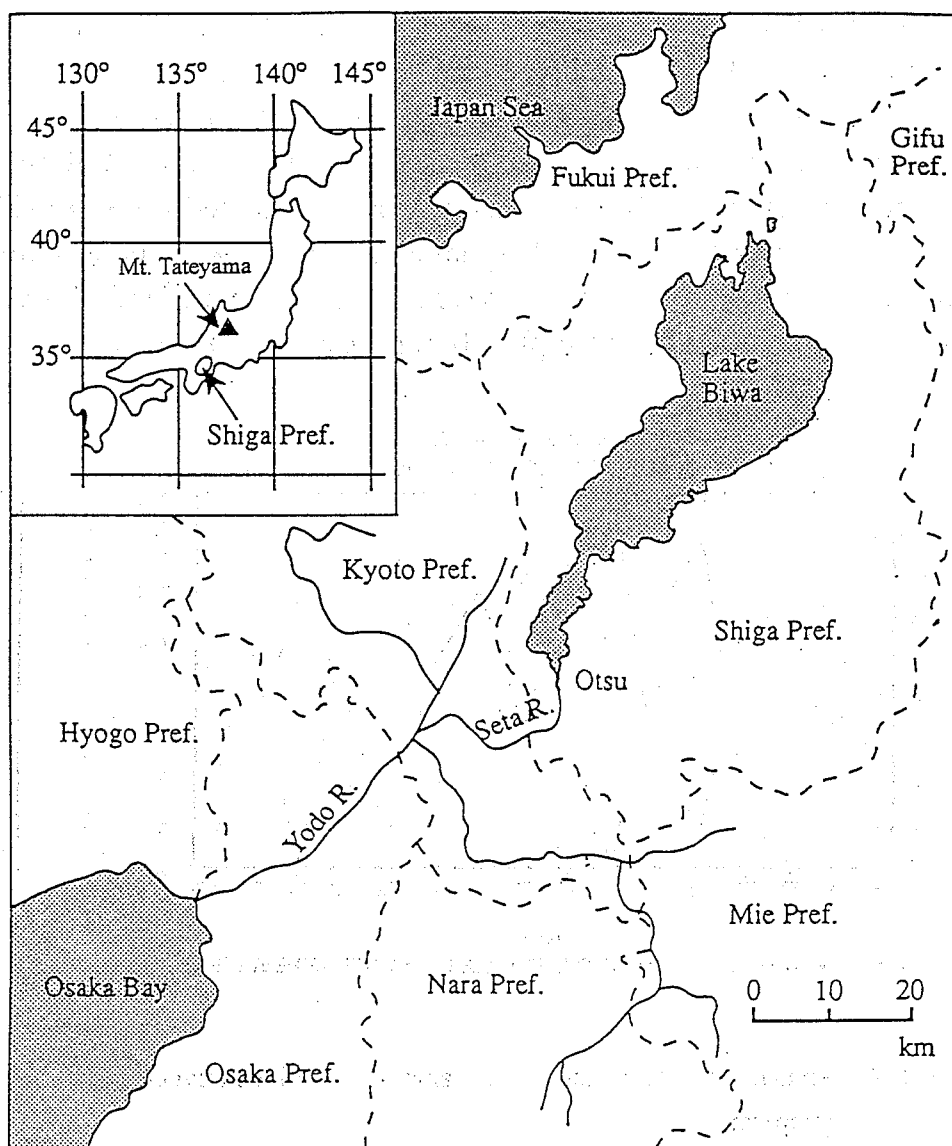 130°
135°
140°
145°
45°
40°
35°
Mt. Tateyama
Shiga Pref.
Japan Sea
Fukui Pref.
Gifu
Pref.
Lake
Biwa
Kyoto Pref.
Shiga Pref.
Otsu
Seta R.
Hyogo Pref.
Yodo R.
Mie Pref.
Nara Pref.
Osaka Bay
Osaka Pref.
0 10 20
km